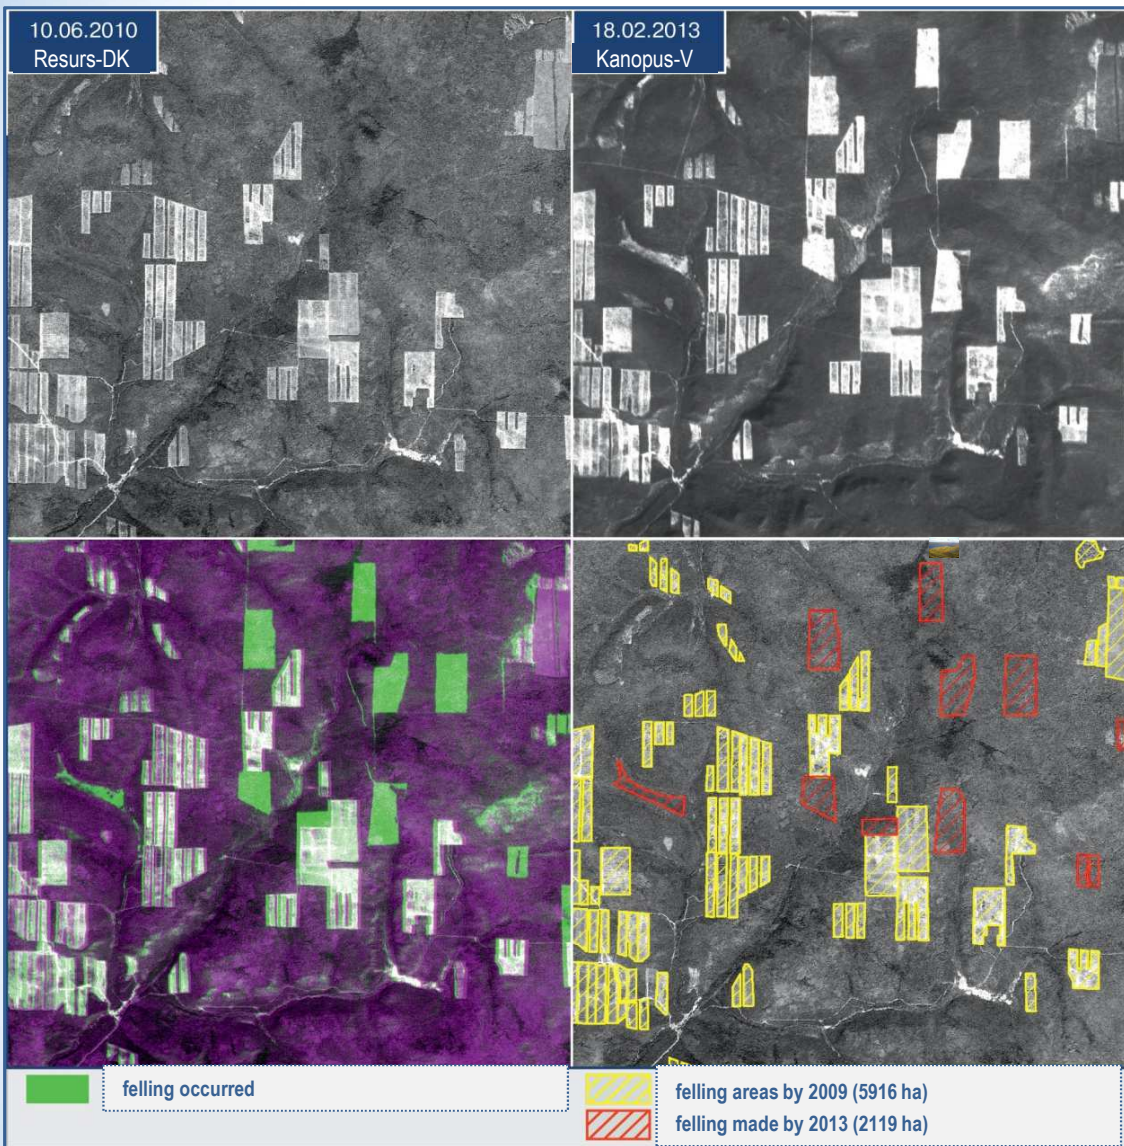 10.06.2010
Resurs-DK
18.02.2013
Kanopus-V
felling occurred
felling areas by 2009 (5916 ha)
felling made by 2013 (2119 ha)